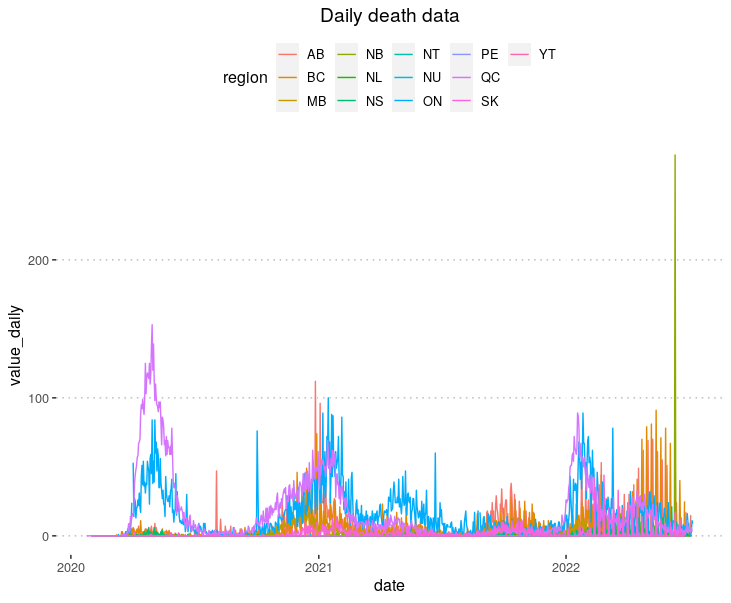 Daily death data
region
AB NB NT PE YT
BC NL NU QC
MB NS ON SK
value_daily
200
100
0
2020 2021 2022
date